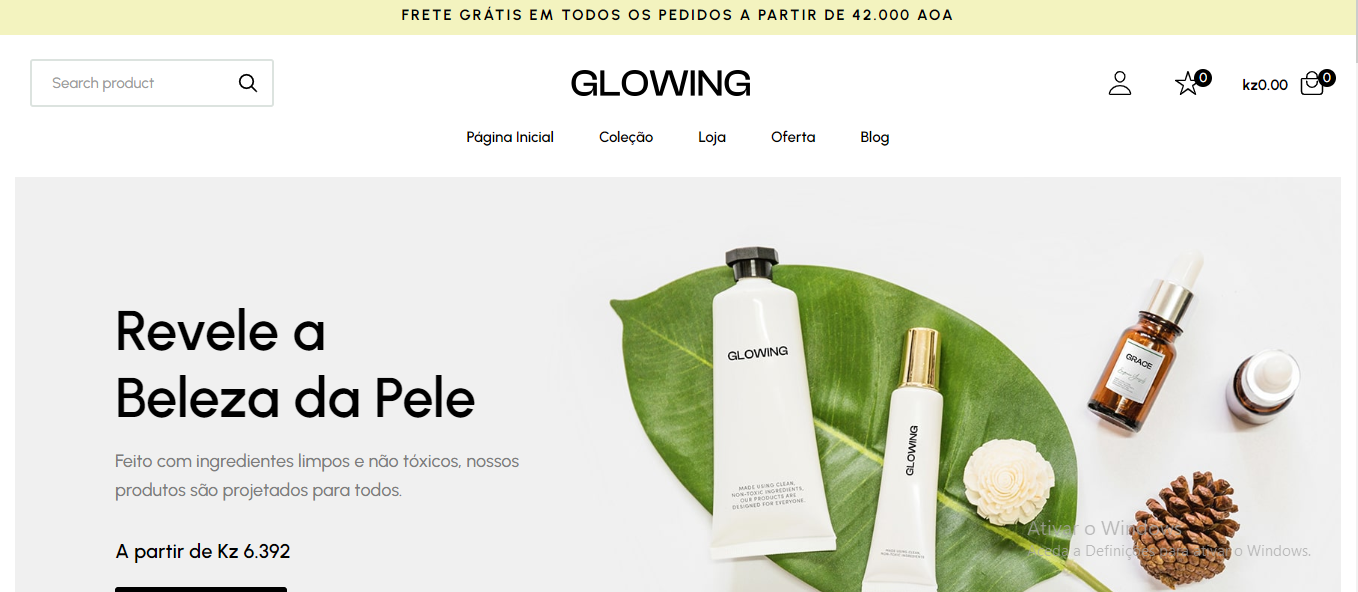 FRETE GRÁTIS EM TODOS OS PEDIDOS A PARTIR DE 42.000 AOA
Search product
GLOWING
0
kz0.00
0
Página Inicial
Coleção
Loja
Oferta
Blog
Revele a
Beleza da Pele
Feito com ingredientes limpos e não tóxicos, nossos
produtos são projetados para todos.
A partir de Kz 6.392
GLOWING
MADE USING CLEAN,
NON-TOXIC INGREDIENTS,
OUR PRODUCTS ARE
DESIGNED FOR EVERYONE.
GLOWING
MADE USING CLEAN,
NON-TOXIC INGREDIENTS
GRACE
Ativar o Windows
a Definições para ativar o Windows.